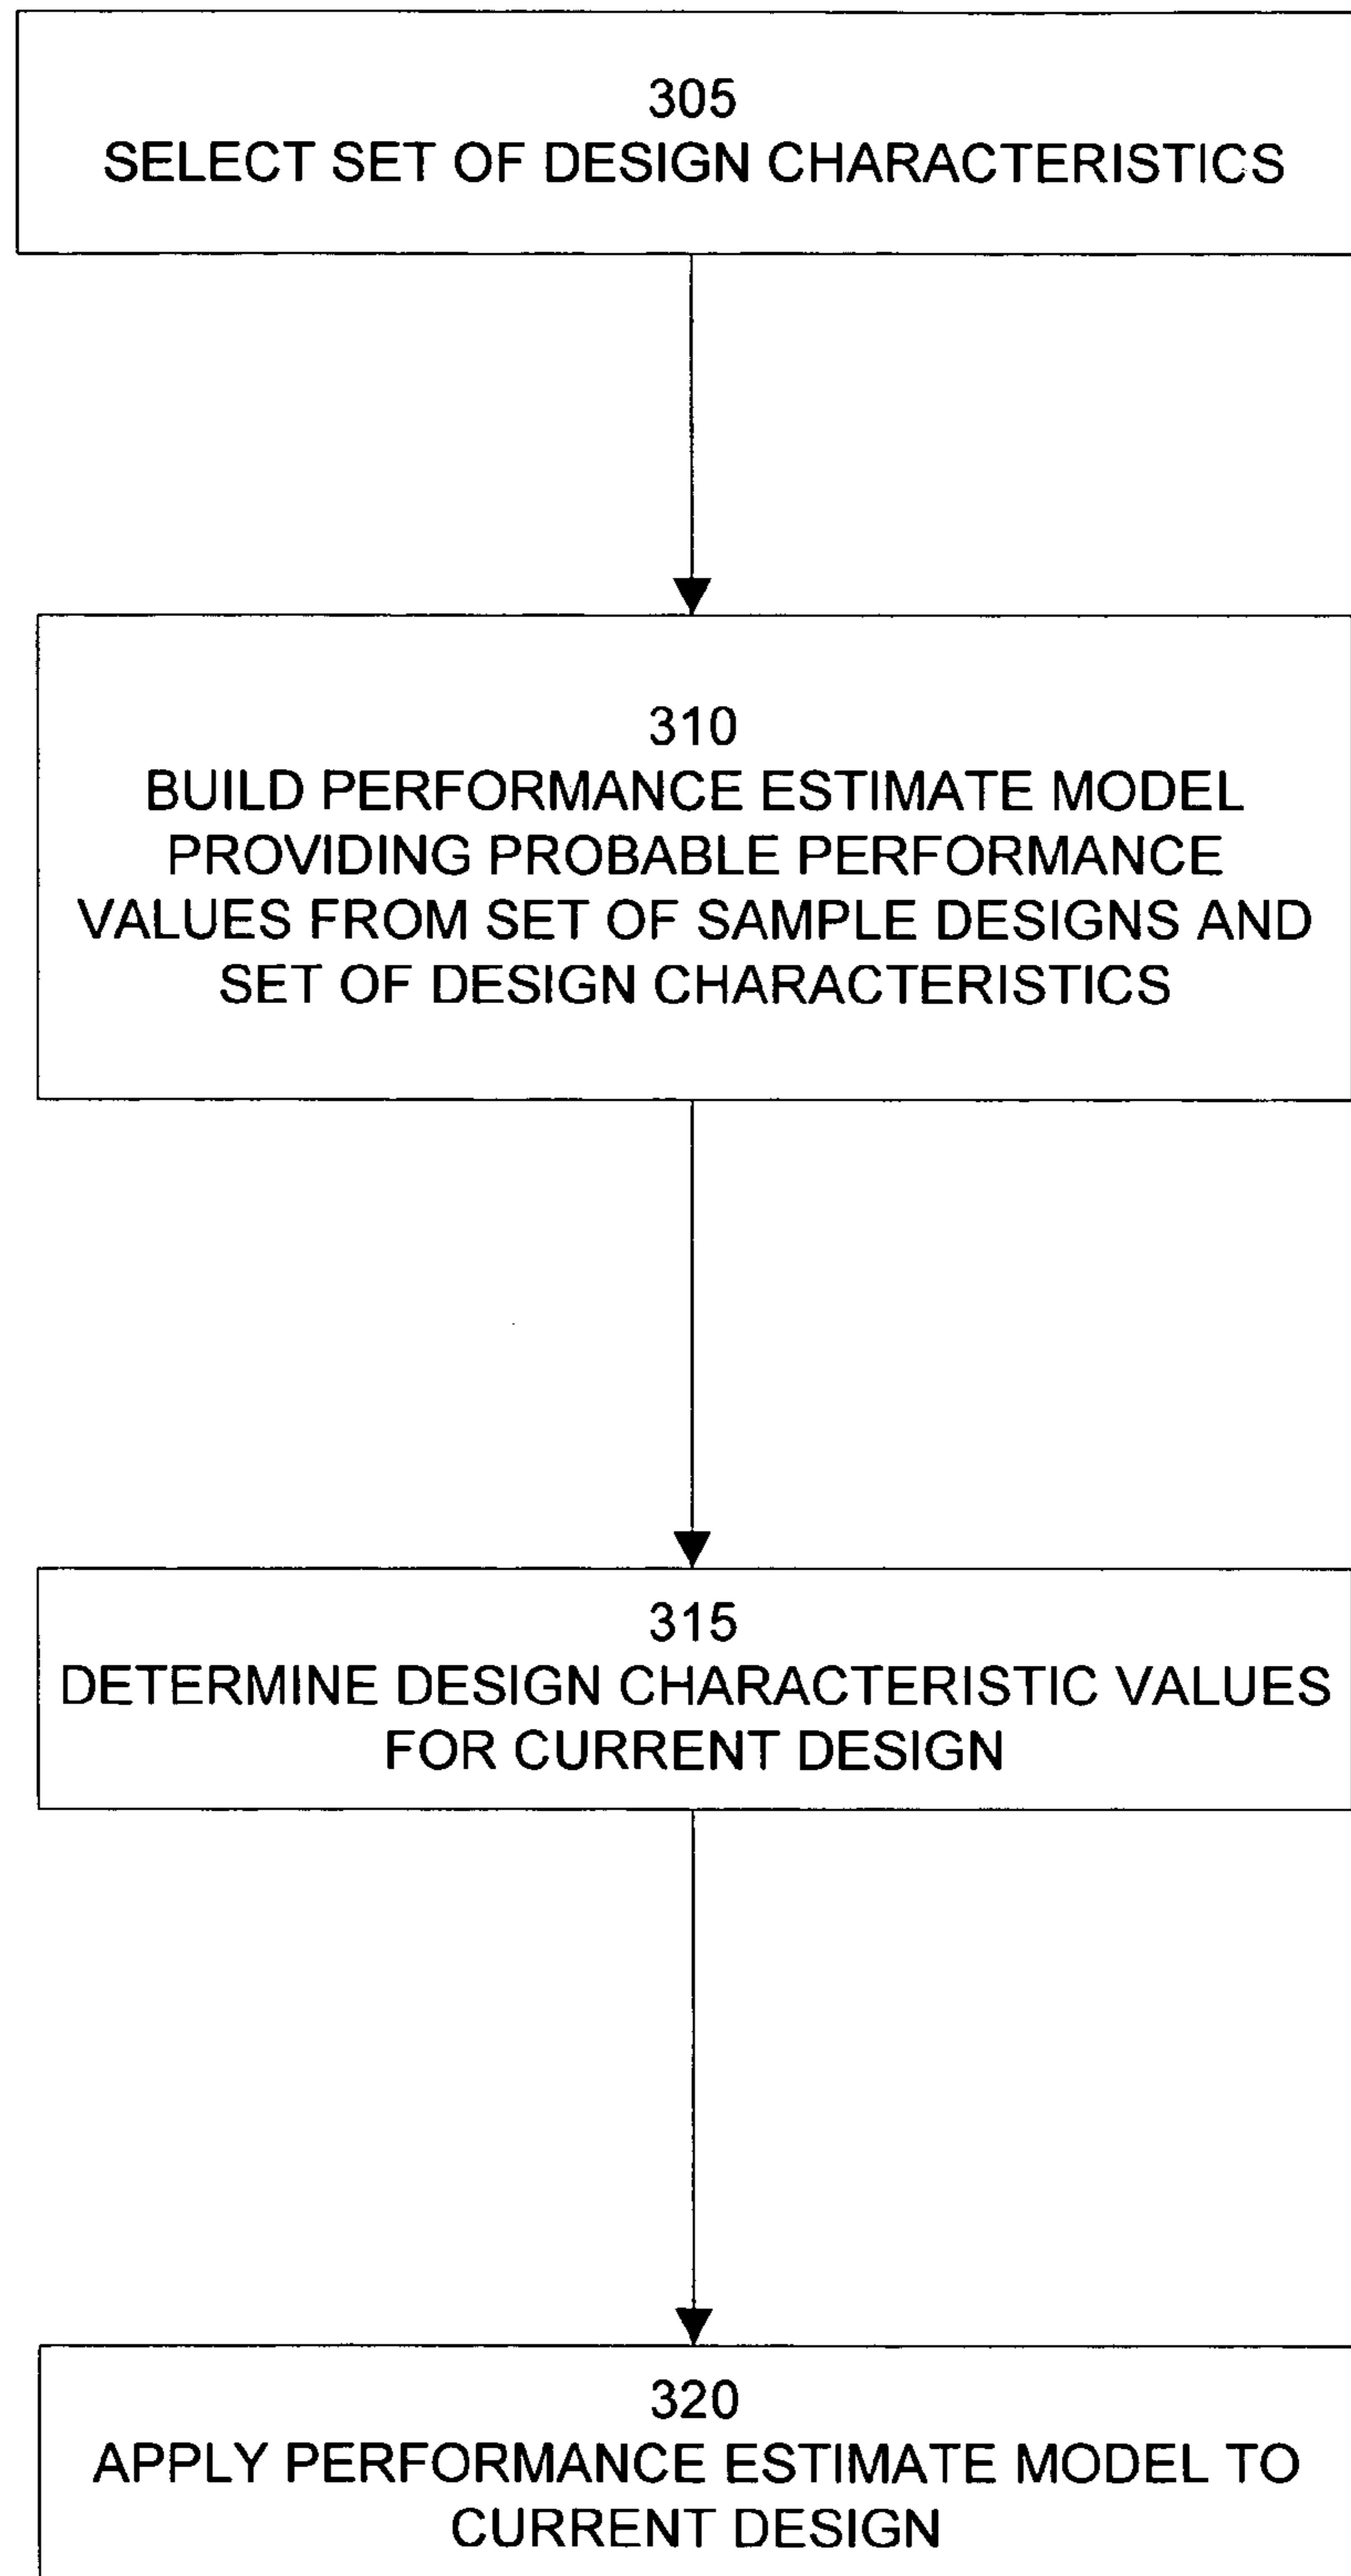 305
SELECT SET OF DESIGN CHARACTERISTICS
310
BUILD PERFORMANCE ESTIMATE MODEL
PROVIDING PROBABLE PERFORMANCE
VALUES FROM SET OF SAMPLE DESIGNS AND
SET OF DESIGN CHARACTERISTICS
315
DETERMINE DESIGN CHARACTERISTIC VALUES
FOR CURRENT DESIGN
320
APPLY PERFORMANCE ESTIMATE MODEL TO
CURRENT DESIGN